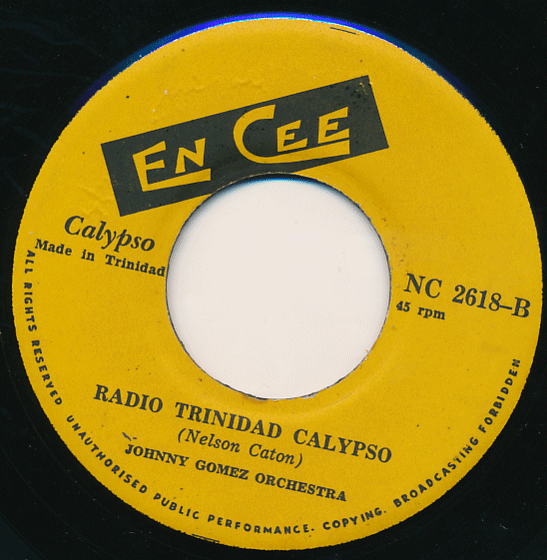 EN CEE
Calypso
Made in Trinidad
NC 2618-B
45 rpm
RADIO TRINIDAD CALYPSO
(Nelson Caton)
JOHNNY GOMEZ ORCHESTRA
ALL RIGHTS RESERVED UNAUTHORISED PUBLIC PERFORMANCE. COPYING. BROADCASTING FORBIDDEN